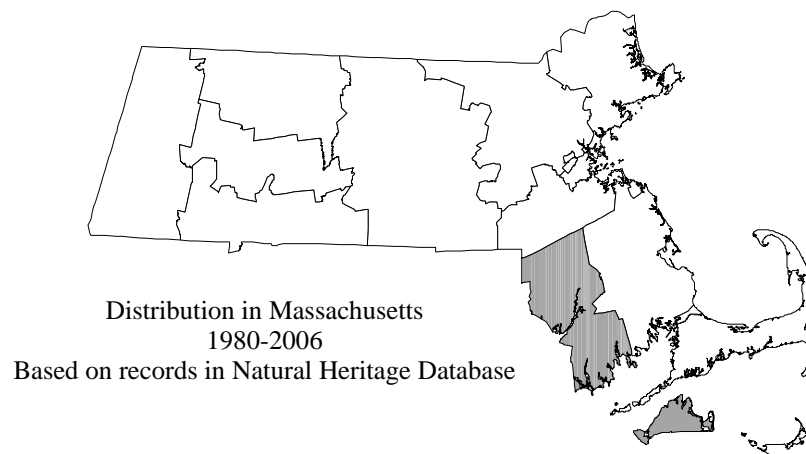 Distribution in Massachusetts
1980-2006
Based on records in Natural Heritage Database